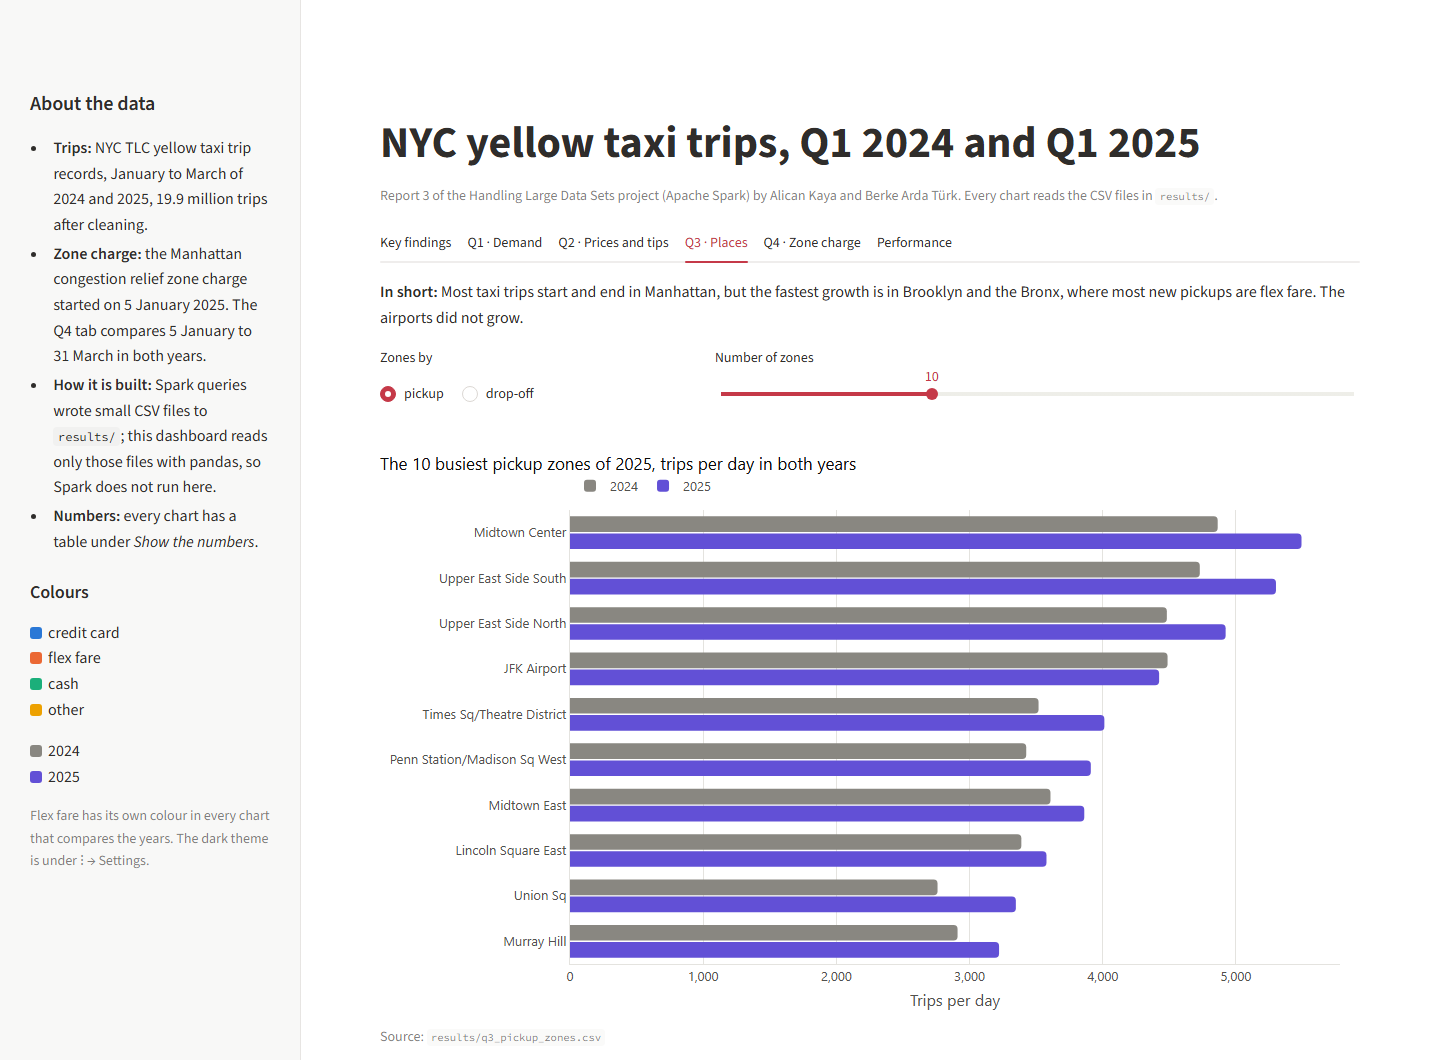 About the data
Trips: NYC TLC yellow taxi trip
records, January to March of
2024 and 2025, 19.9 million trips
after cleaning.
Zone charge: the Manhattan
congestion relief zone charge
started on 5 January 2025. The
Q4 tab compares 5 January to
31 March in both years.
How it is built: Spark queries
wrote small CSV files to
results/; this dashboard reads
only those files with pandas, so
Spark does not run here.
Numbers: every chart has a
table under Show the numbers.
Colours
credit card
flex fare
cash
other
2024
2025
Flex fare has its own colour in every chart
that compares the years. The dark theme
is under ⋮ → Settings.
NYC yellow taxi trips, Q1 2024 and Q1 2025
Report 3 of the Handling Large Data Sets project (Apache Spark) by Alican Kaya and Berke Arda Türk. Every chart reads the CSV files in results/.
Key findings Q1 · Demand Q2 · Prices and tips Q3 · Places Q4 · Zone charge Performance
In short: Most taxi trips start and end in Manhattan, but the fastest growth is in Brooklyn and the Bronx, where most new pickups are flex fare. The
airports did not grow.
Zones by
pickup drop-off
Number of zones
10
The 10 busiest pickup zones of 2025, trips per day in both years
2024 2025
Midtown Center
Upper East Side South
Upper East Side North
JFK Airport
Times Sq/Theatre District
Penn Station/Madison Sq West
Midtown East
Lincoln Square East
Union Sq
Murray Hill
0 1,000 2,000 3,000 4,000 5,000
Trips per day
Source: results/q3_pickup_zones.csv